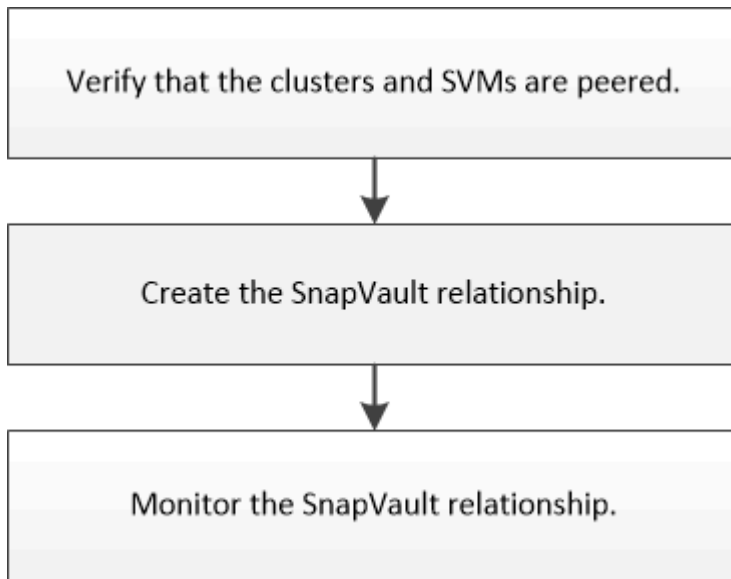 Verify that the clusters and SVMs are peered.
Create the SnapVault relationship.
Monitor the SnapVault relationship.